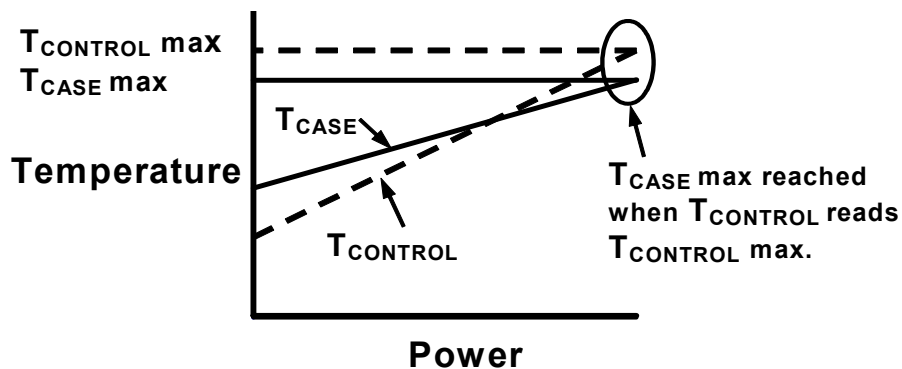 TCONTROL max
TCASE max
TCASE
Temperature
TCONTROL
TCASE max reached
when TCONTROL reads
TCONTROL max.
Power